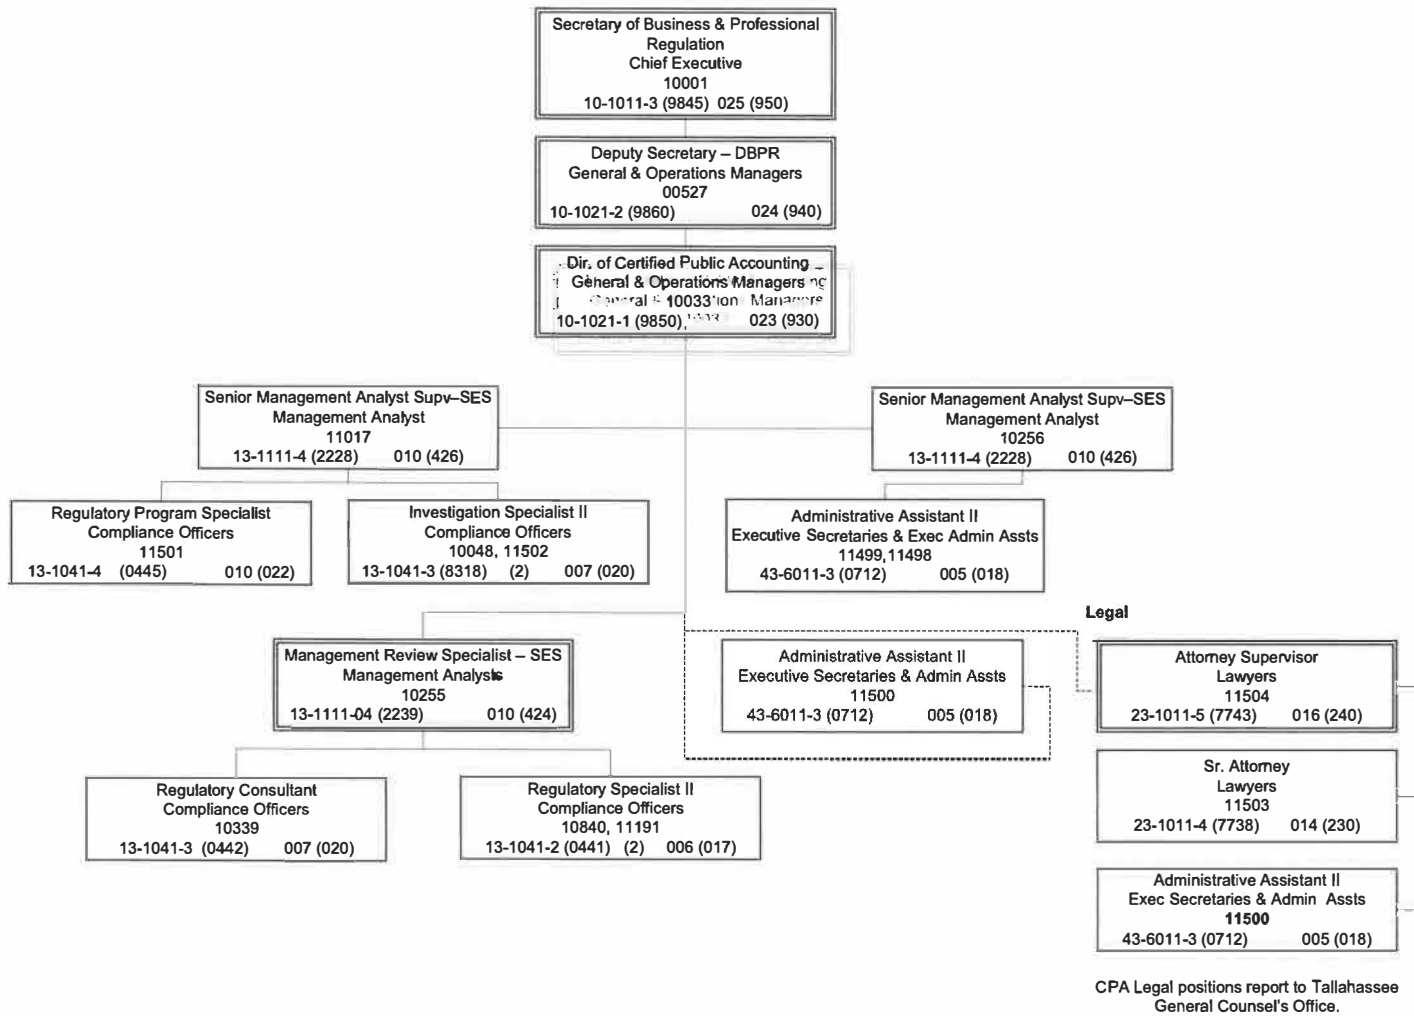 Secretary of Business & Professional
Regulation
Chief Executive
10001
10-1011-3 (9845) 025 (950)
Deputy Secretary – DBPR
General & Operations Managers
00527
10-1021-2 (9860) 024 (940)
Dir. of Certified Public Accounting
General & Operations Managers
10033
10-1021-1 (9850) 023 (930)
Senior Management Analyst Supv–SES
Management Analyst
11017
13-1111-4 (2228) 010 (426)
Senior Management Analyst Supv–SES
Management Analyst
10256
13-1111-4 (2228) 010 (426)
Regulatory Program Specialist
Compliance Officers
11501
13-1041-4 (0445) 010 (022)
Investigation Specialist II
Compliance Officers
10048, 11502
13-1041-3 (8318) (2) 007 (020)
Administrative Assistant II
Executive Secretaries & Exec Admin Assts
11499,11498
43-6011-3 (0712) 005 (018)
Legal
Management Review Specialist – SES
Management Analysts
10255
13-1111-04 (2239) 010 (424)
Administrative Assistant II
Executive Secretaries & Admin Assts
11500
43-6011-3 (0712) 005 (018)
Attorney Supervisor
Lawyers
11504
23-1011-5 (7743) 016 (240)
Sr. Attorney
Lawyers
11503
23-1011-4 (7738) 014 (230)
Regulatory Consultant
Compliance Officers
10339
13-1041-3 (0442) 007 (020)
Regulatory Specialist II
Compliance Officers
10840, 11191
13-1041-2 (0441) (2) 006 (017)
Administrative Assistant II
Exec Secretaries & Admin Assts
11500
43-6011-3 (0712) 005 (018)
CPA Legal positions report to Tallahassee
General Counsel's Office.